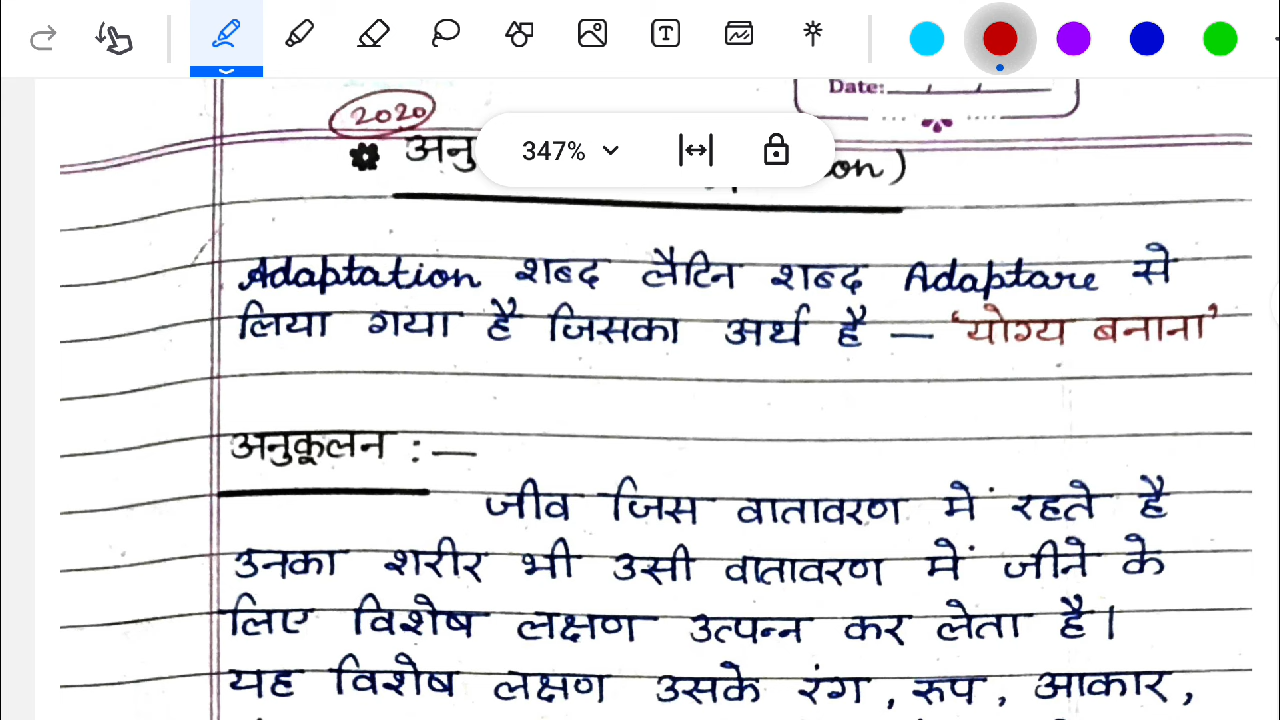 Date:
2020
347%
अनु on)
Adaptation शब्द लैटिन शब्द Adaptare से
लिया गया है जिसका अर्थ है — 'योग्य बनाना'
अनुकूलन :—
जीव जिस वातावरण में रहते है
उनका शरीर भी उसी वातावरण में जीने के
लिए विशेष लक्षण उत्पन्न कर लेता है।
यह विशेष लक्षण उसके रंग, रूप, आकार,